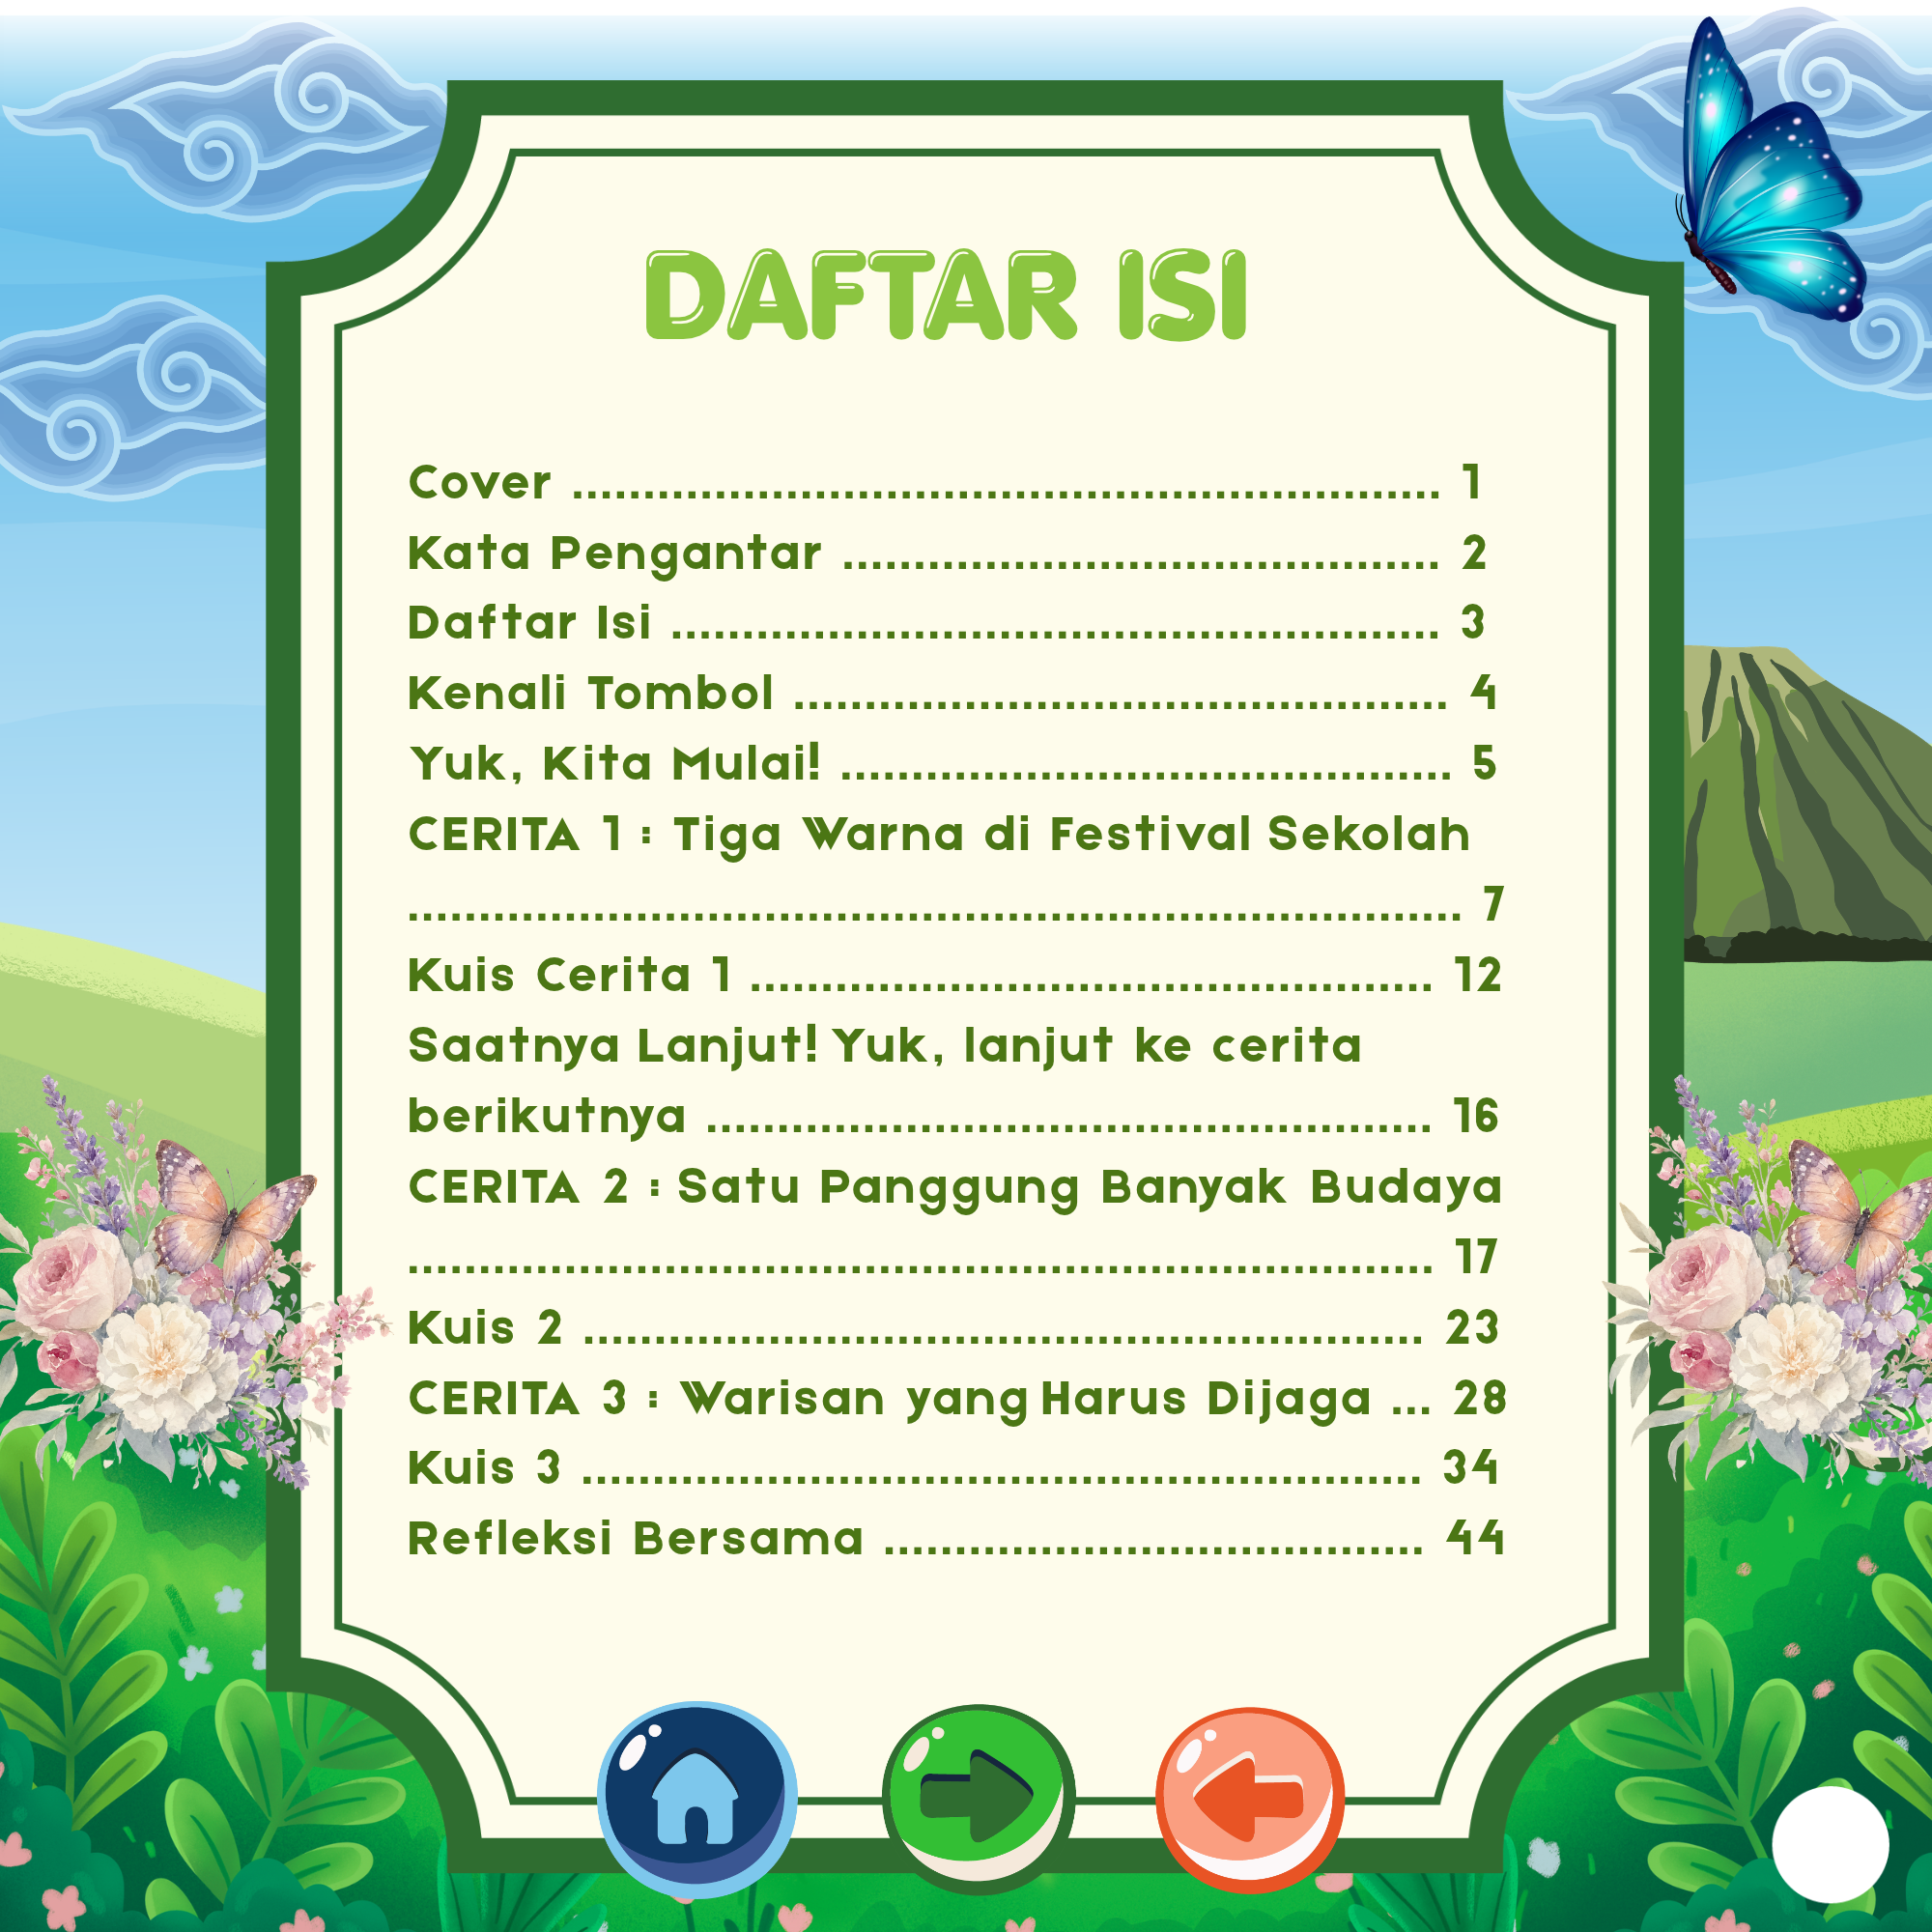 DAFTAR ISI
Cover ............................................................. 1
Kata Pengantar .......................................... 2
Daftar Isi ...................................................... 3
Kenali Tombol .............................................. 4
Yuk, Kita Mulai! ........................................... 5
CERITA 1 : Tiga Warna di Festival Sekolah
.......................................................................... 7
Kuis Cerita 1 ................................................ 12
Saatnya Lanjut! Yuk, lanjut ke cerita
berikutnya ................................................... 16
CERITA 2 : Satu Panggung Banyak Budaya
........................................................................ 17
Kuis 2 ........................................................... 23
CERITA 3 : Warisan yang Harus Dijaga ... 28
Kuis 3 ........................................................... 34
Refleksi Bersama ...................................... 44